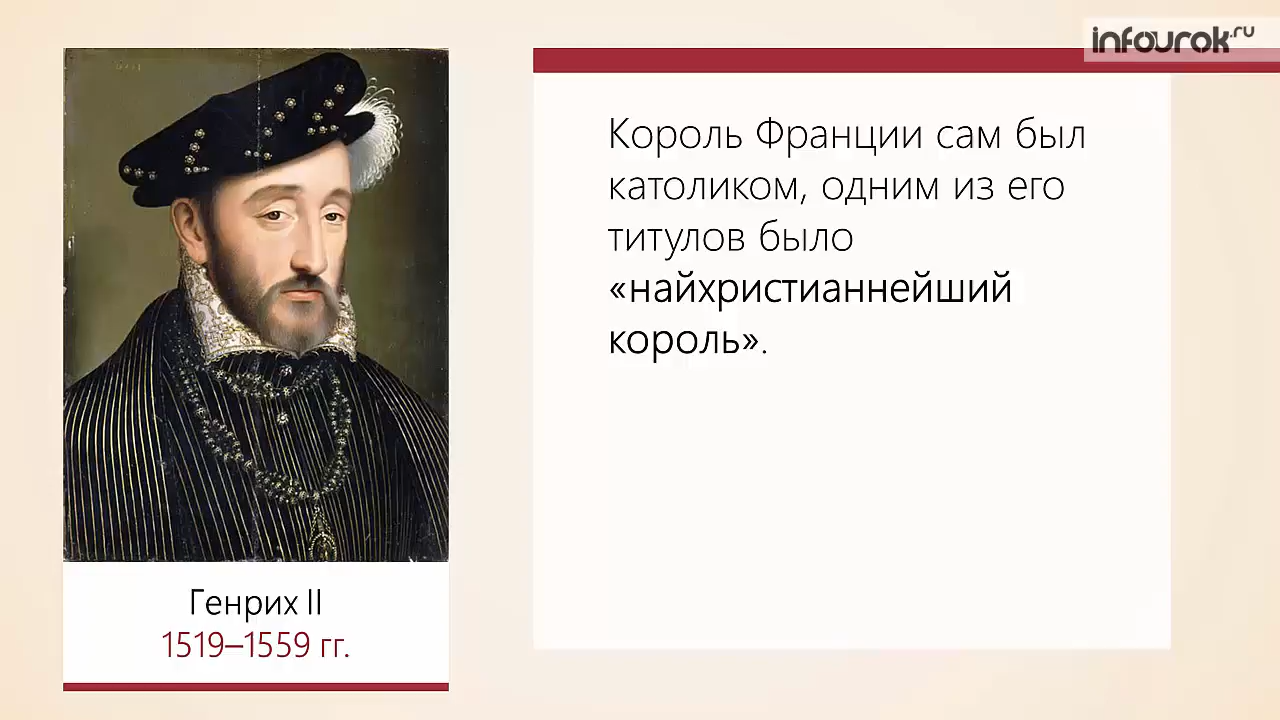 infourok.ru
Король Франции сам был
католиком, одним из его
титулов было
«найхристианнейший
король».
Генрих II
1519–1559 гг.